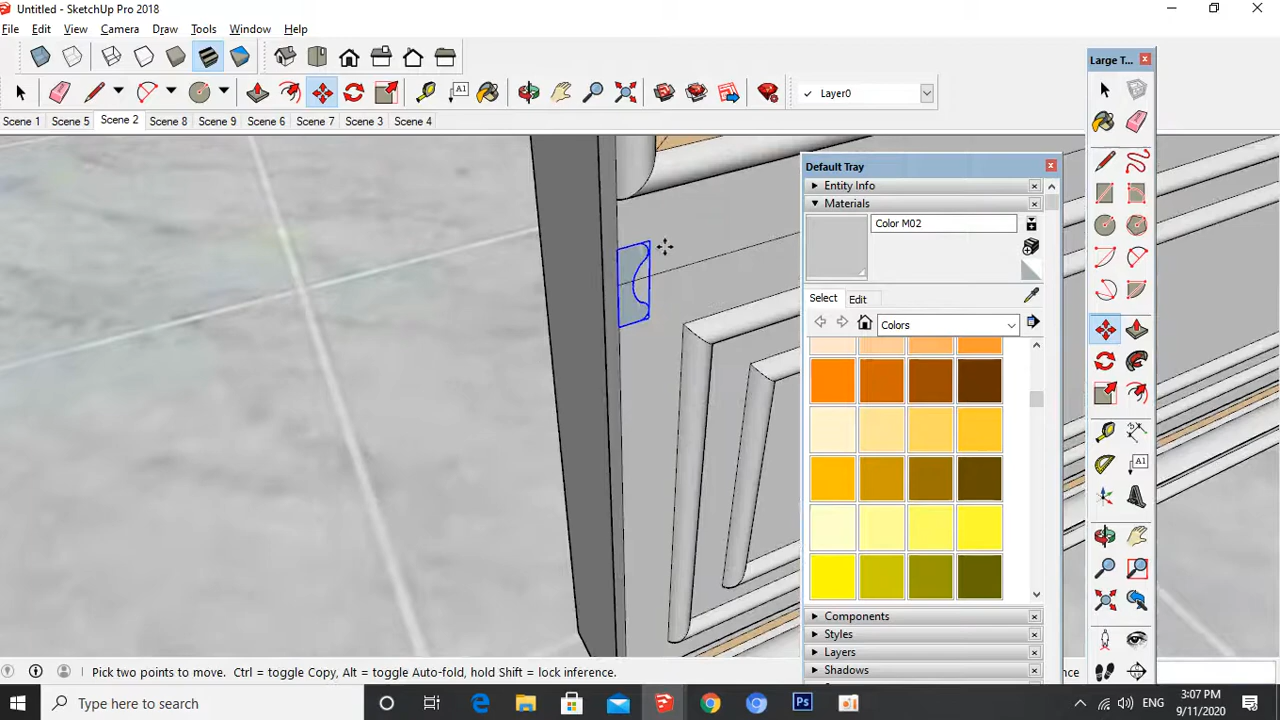 Untitled - SketchUp Pro 2018
File Edit Camera Draw Tools Window Help
Large T...
A1
Layer0
Scene 1 Scene 5 Scene 2 Scene 8 Scene 9 Scene 6 Scene 7 Scene 3 Scene 4
Default Tray
Entity Info
Materials
Color M02
Select Edit
Colors
A1
Components
Styles
Layers
Shadows
Pick two points to move. Ctrl = toggle Copy, Alt = toggle Auto-fold, hold Shift = lock inference.
Type here to search
Ps
ENG
3:07 PM
9/11/2020